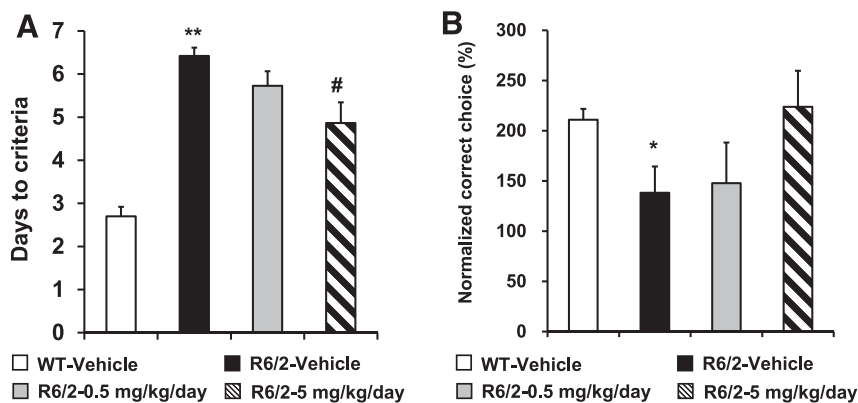 A
Days to criteria
7
6
5
4
3
2
1
0
**
#
WT-Vehicle
R6/2-Vehicle
R6/2-0.5 mg/kg/day
R6/2-5 mg/kg/day
B
Normalized correct choice (%)
300
250
200
150
100
50
0
*
WT-Vehicle
R6/2-Vehicle
R6/2-0.5 mg/kg/day
R6/2-5 mg/kg/day